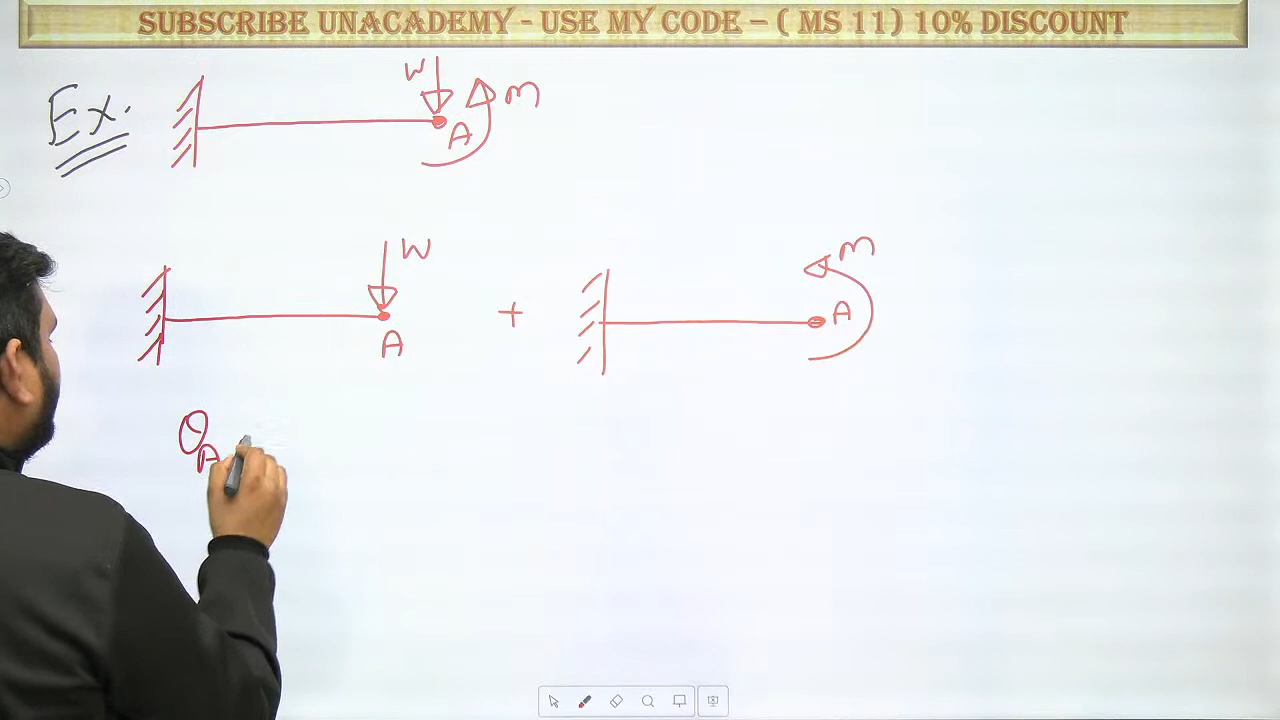 SUBSCRIBE UNACADEMY - USE MY CODE – ( MS 11) 10% DISCOUNT
Ex.
W
M
A
W
A
+
M
A
θA